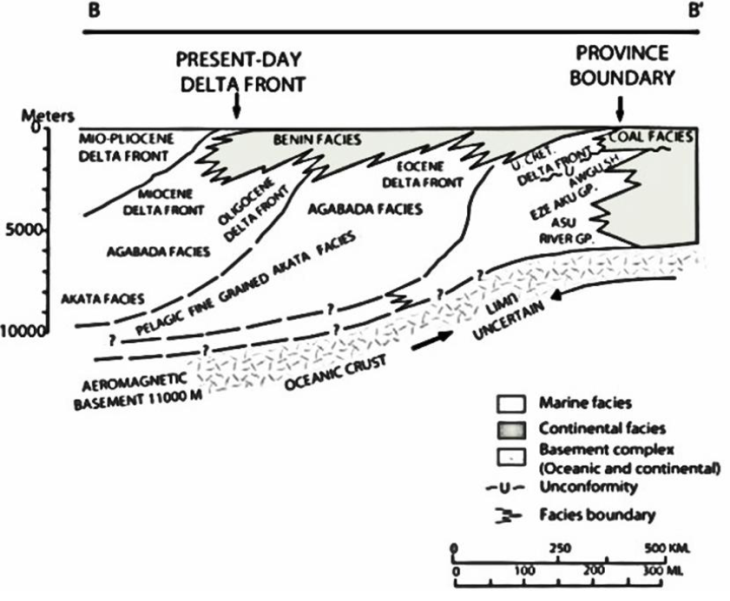 B
B'
PRESENT-DAY
DELTA FRONT
PROVINCE
BOUNDARY
Meters
0
5000
10000
MIO-PLIOCENE
DELTA FRONT
BENIN FACIES
COAL FACIES
MIOCENE
DELTA FRONT
OLIGOCENE
DELTA FRONT
EOCENE
DELTA FRONT
U CRET.
DELTA FRONT
U
AWGU SH
EZE AKU GP.
ASU
RIVER GP.
AGABADA FACIES
AGABADA FACIES
AKATA FACIES
PELAGIC FINE GRAINED AKATA FACIES
? ? ? ?
? ? ?
LIMIT
UNCERTAIN
OCEANIC CRUST
AEROMAGNETIC
BASEMENT 11000 M
Marine facies
Continental facies
Basement complex
(Oceanic and continental)
-U- Unconformity
Facies boundary
0 250 500 KM.
0 100 200 300 MI.